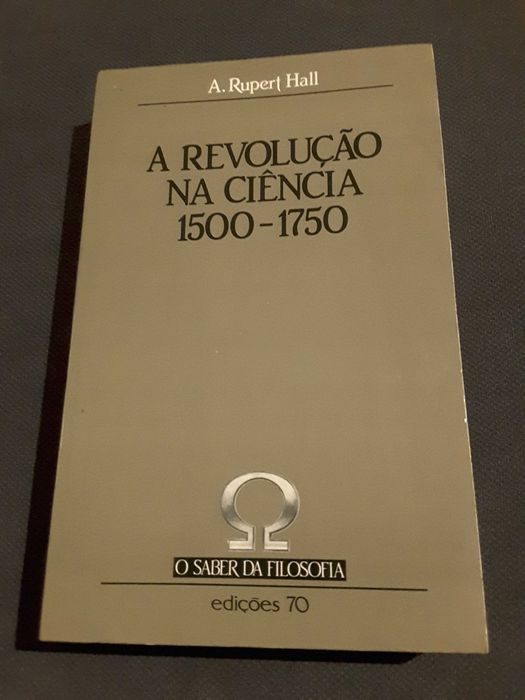 A. Rupert Hall
A REVOLUÇÃO
NA CIÊNCIA
1500-1750
O SABER DA FILOSOFIA
edições 70